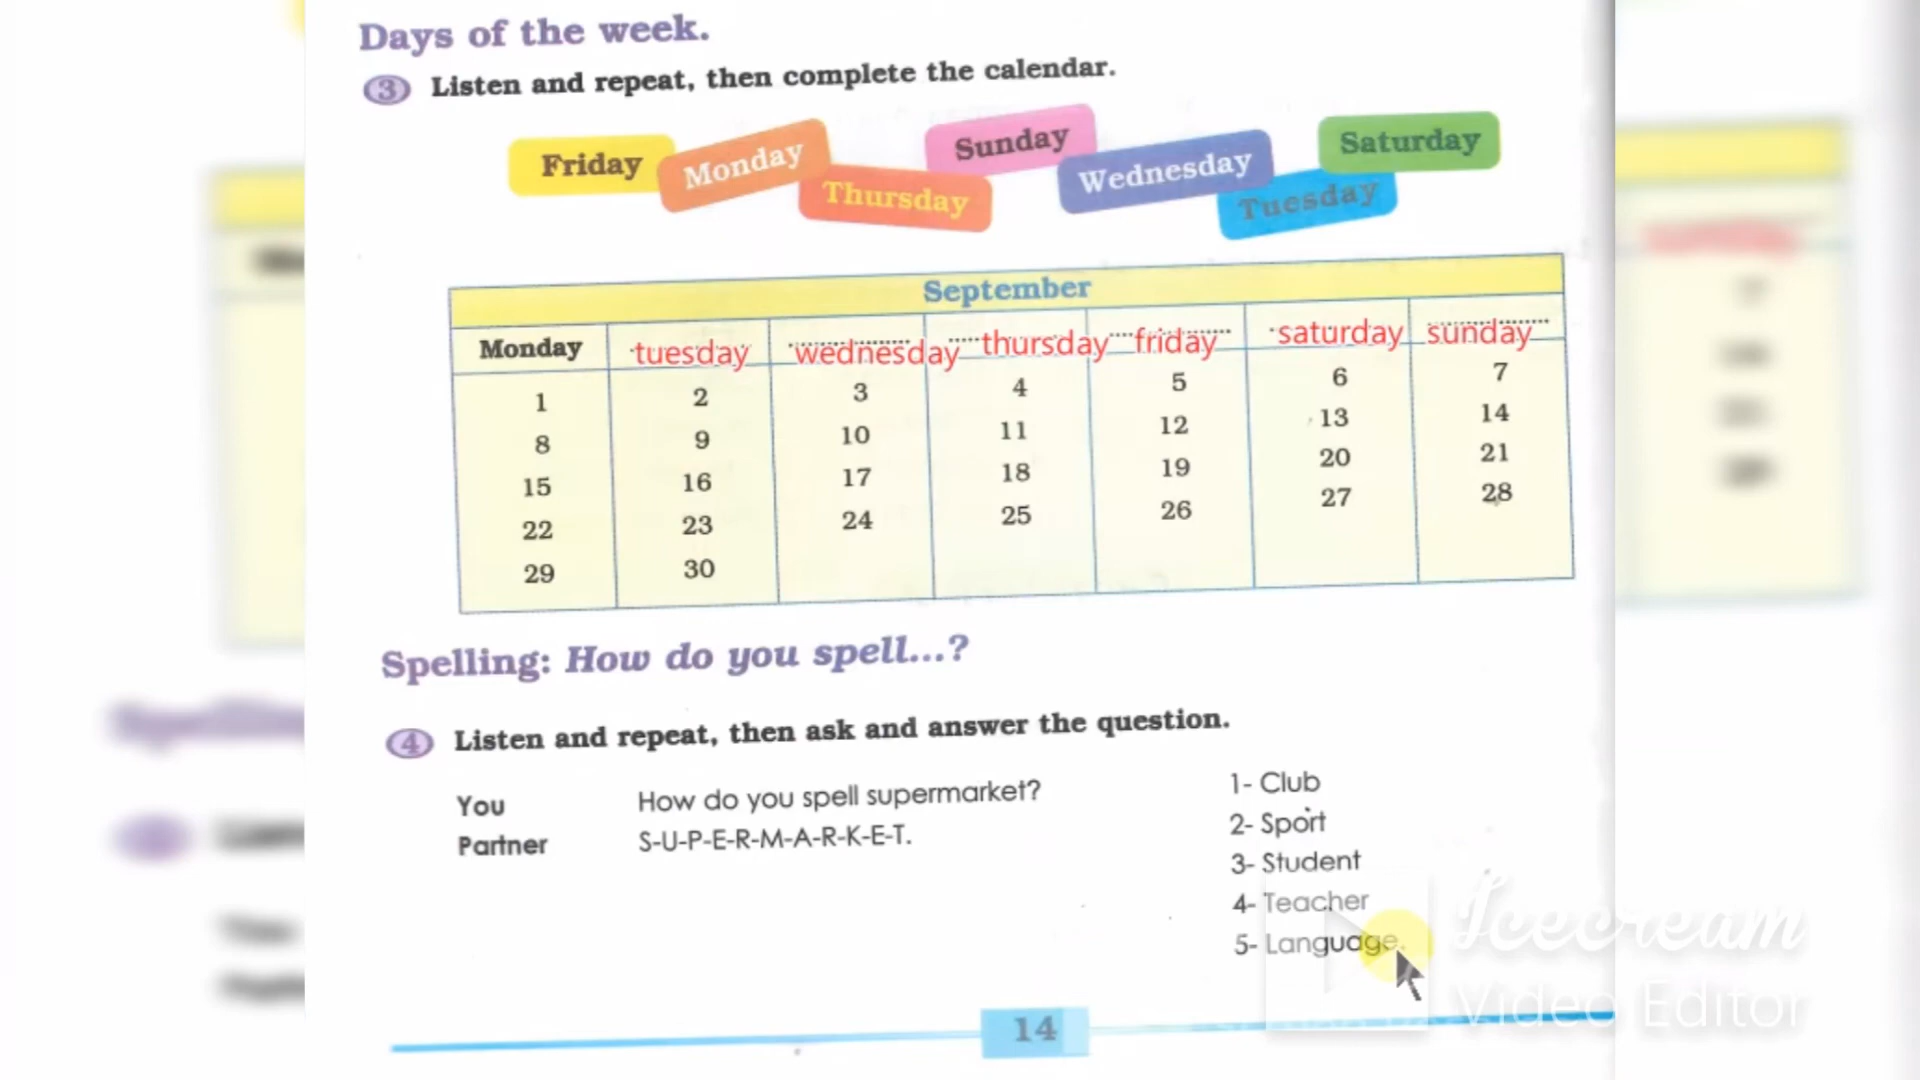 Days of the week.
3 Listen and repeat, then complete the calendar.
Friday Monday Thursday Sunday Wednesday Tuesday Saturday
September
Monday tuesday wednesday thursday friday saturday sunday
1 2 3 4 5 6 7
8 9 10 11 12 13 14
15 16 17 18 19 20 21
22 23 24 25 26 27 28
29 30
Spelling: How do you spell...?
4 Listen and repeat, then ask and answer the question.
You How do you spell supermarket?
Partner S-U-P-E-R-M-A-R-K-E-T.
1- Club
2- Sport
3- Student
4- Teacher
5- Language.
14
Icecream
Video Editor